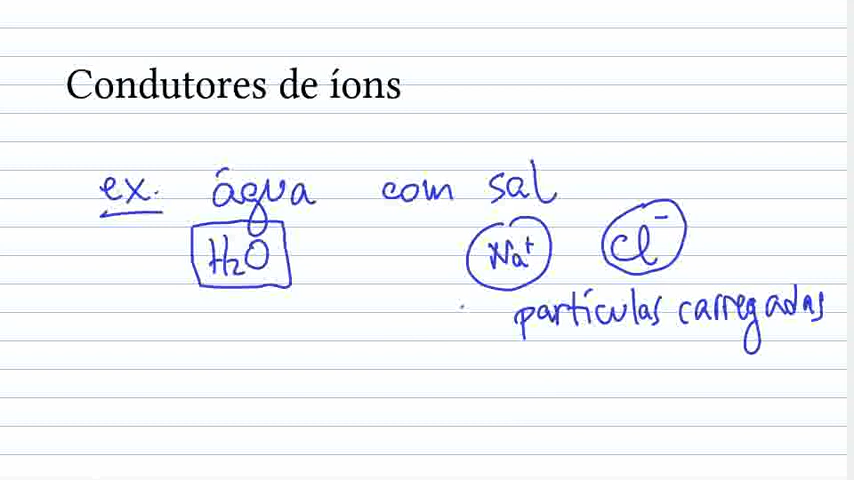 Condutores de íons
ex. água com sal
H₂O Na⁺ Cl⁻
partículas carregadas